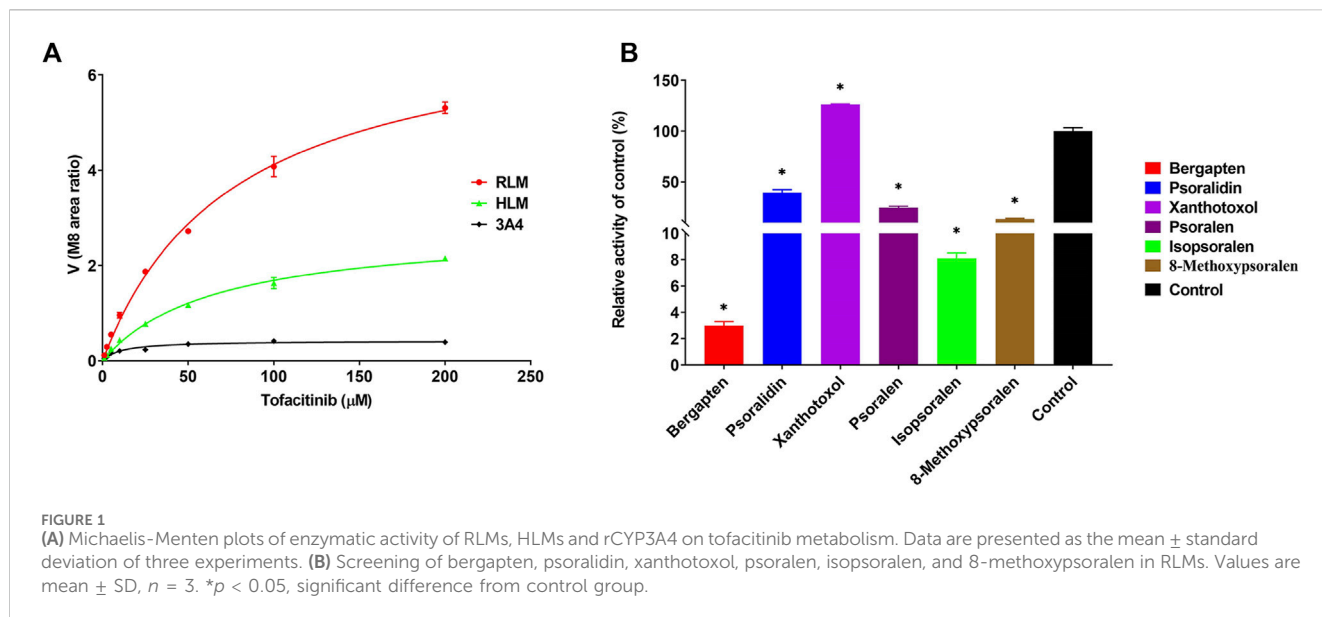 A
6
4
2
0
0
50
100
150
200
250
V (M8 area ratio)
Tofacitinib (μM)
RLM
HLM
3A4
B
150
100
50
10
8
6
4
2
0
Relative activity of control (%)
*
*
*
*
*
*
Bergapten
Psoralidin
Xanthotoxol
Psoralen
Isopsoralen
8-Methoxypsoralen
Control
Bergapten
Psoralidin
Xanthotoxol
Psoralen
Isopsoralen
8-Methoxypsoralen
Control
FIGURE 1
(A) Michaelis-Menten plots of enzymatic activity of RLMs, HLMs and rCYP3A4 on tofacitinib metabolism. Data are presented as the mean ± standard
deviation of three experiments. (B) Screening of bergapten, psoralidin, xanthotoxol, psoralen, isopsoralen, and 8-methoxypsoralen in RLMs. Values are
mean ± SD, n = 3. *p < 0.05, significant difference from control group.